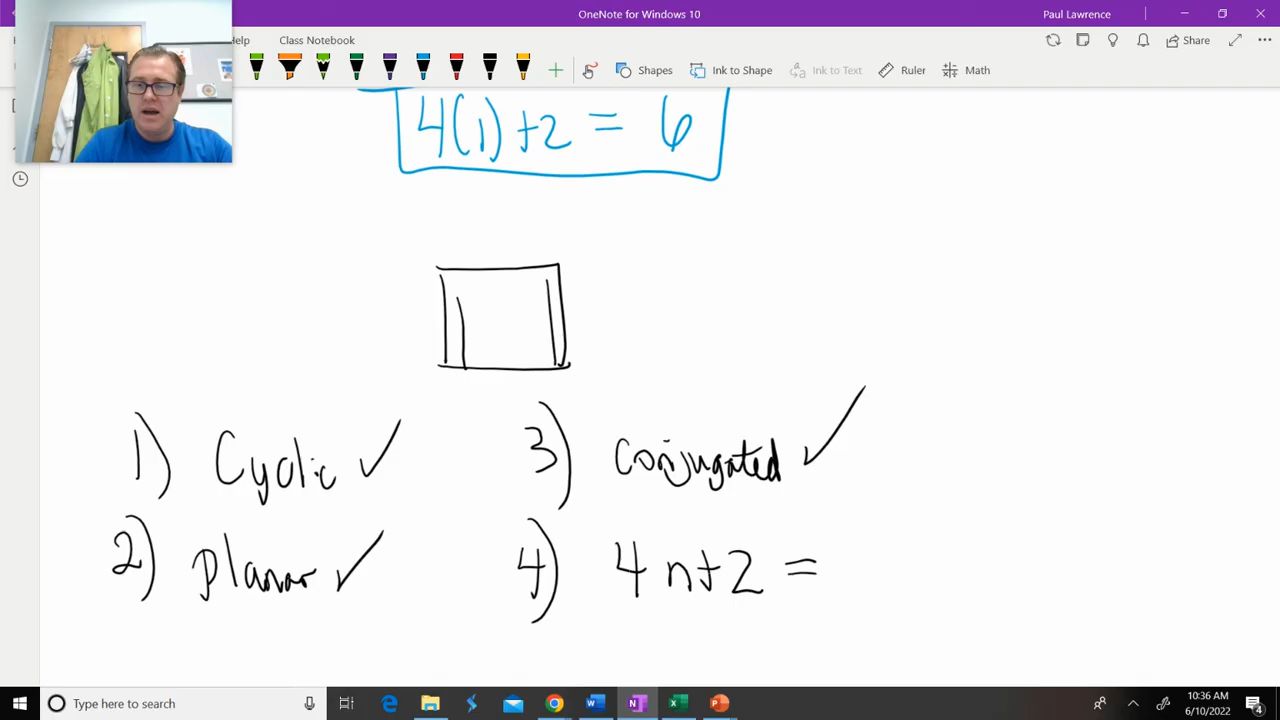 OneNote for Windows 10
Paul Lawrence
Help Class Notebook
Share
Shapes Ink to Shape Ink to Text Ruler Math
4(1)+2 = 6
1) Cyclic ✓ 3) Conjugated ✓
2) planar ✓ 4) 4n+2 =
Type here to search
10:36 AM
6/10/2022
4